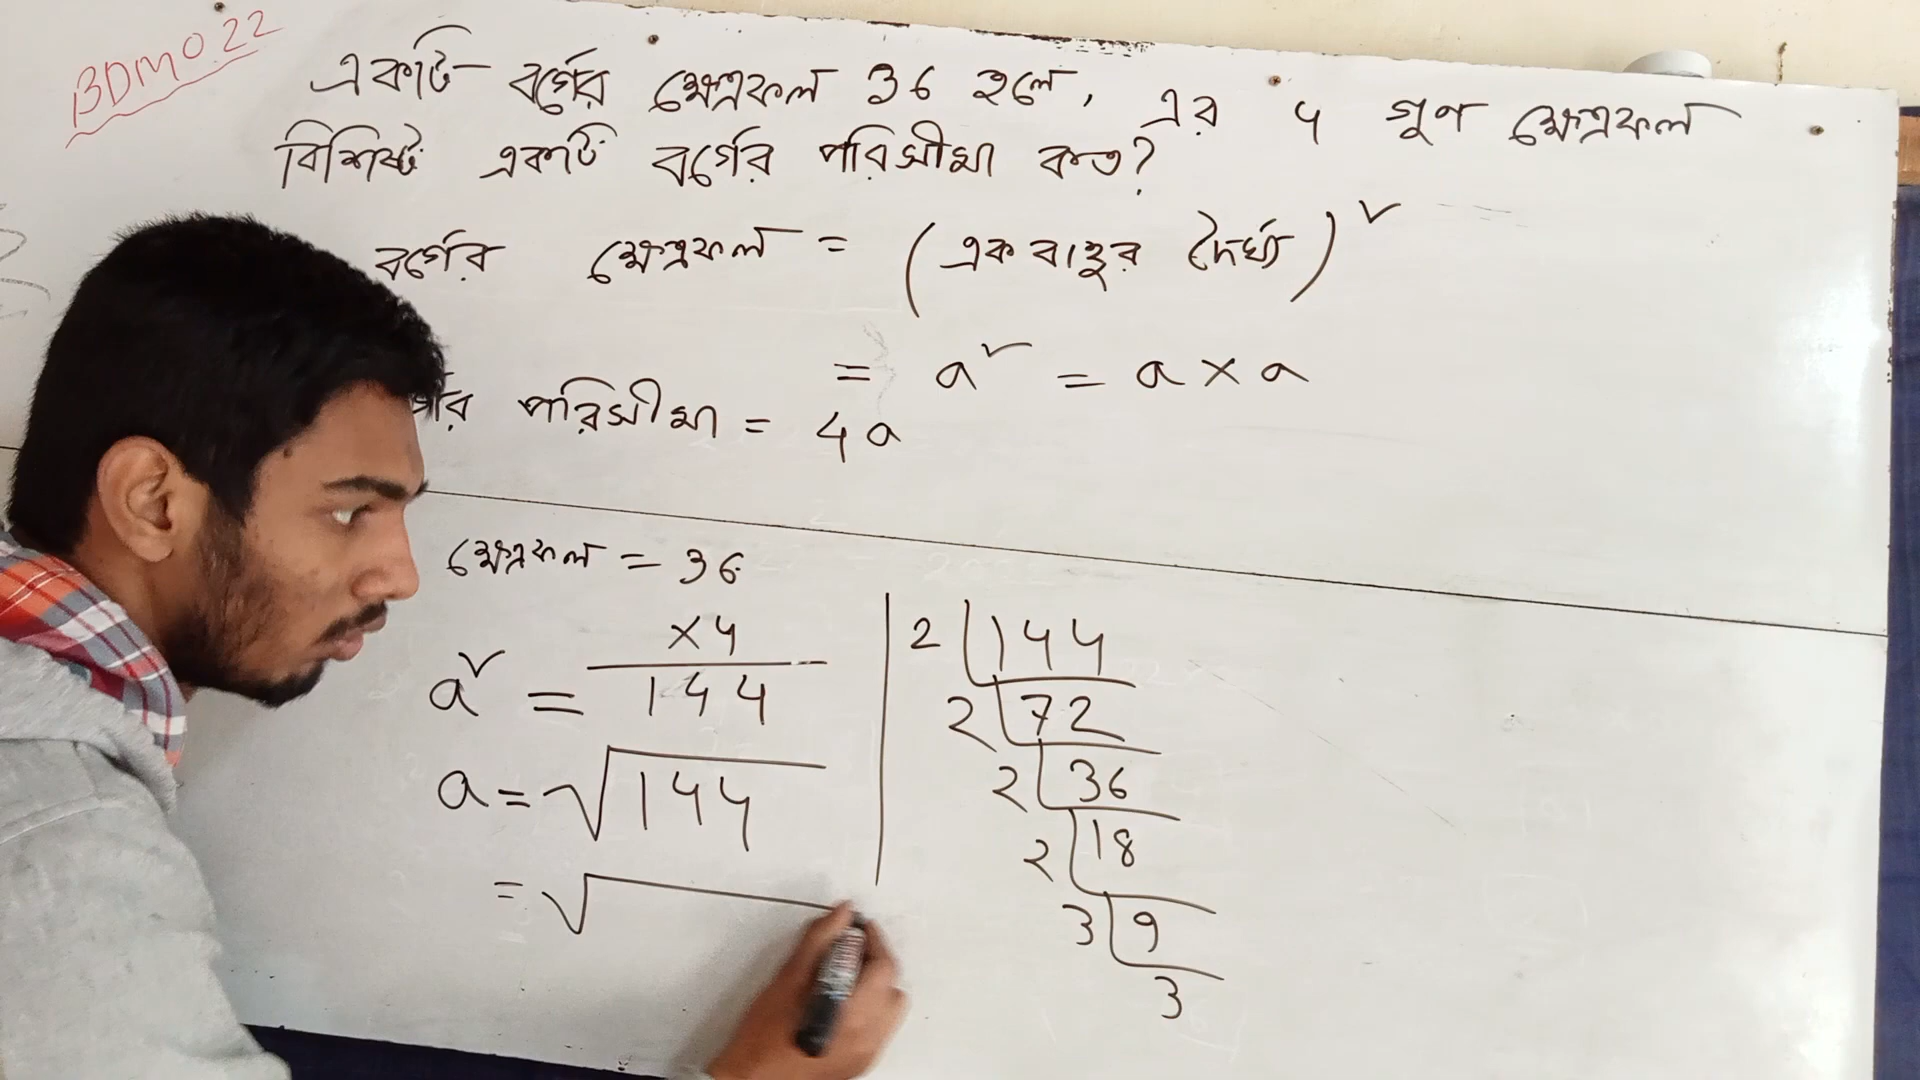 BDMO 22
একটি বর্গের ক্ষেত্রফল 36 হলে, এর 4 গুণ ক্ষেত্রফল
বিশিষ্ট একটি বর্গের পরিসীমা কত?
বর্গের ক্ষেত্রফল = (এক বাহুর দৈর্ঘ্য)²
= a² = a × a
পরিসীমা = 4a
ক্ষেত্রফল = 36
×4
a² = 144
a = √144
= √
2 | 144
2 | 72
2 | 36
2 | 18
3 | 9
3